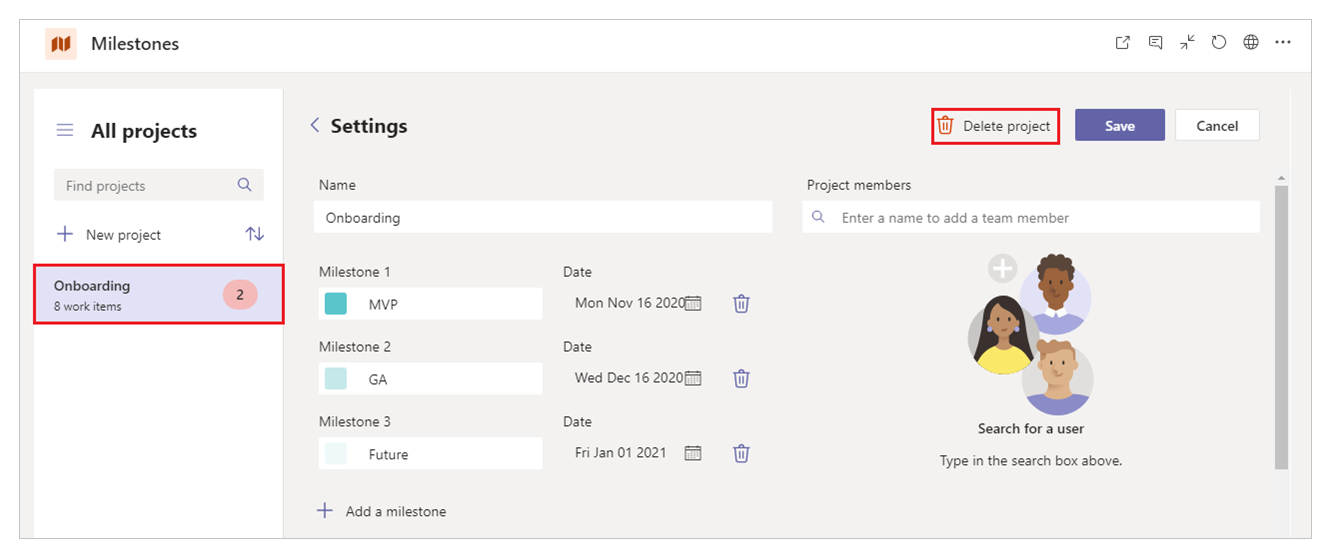 Milestones
All projects
Find projects
New project
Onboarding
8 work items
2
Settings
Delete project
Save
Cancel
Name
Onboarding
Project members
Enter a name to add a team member
Milestone 1
Date
MVP
Mon Nov 16 2020
Milestone 2
Date
GA
Wed Dec 16 2020
Milestone 3
Date
Future
Fri Jan 01 2021
Add a milestone
Search for a user
Type in the search box above.